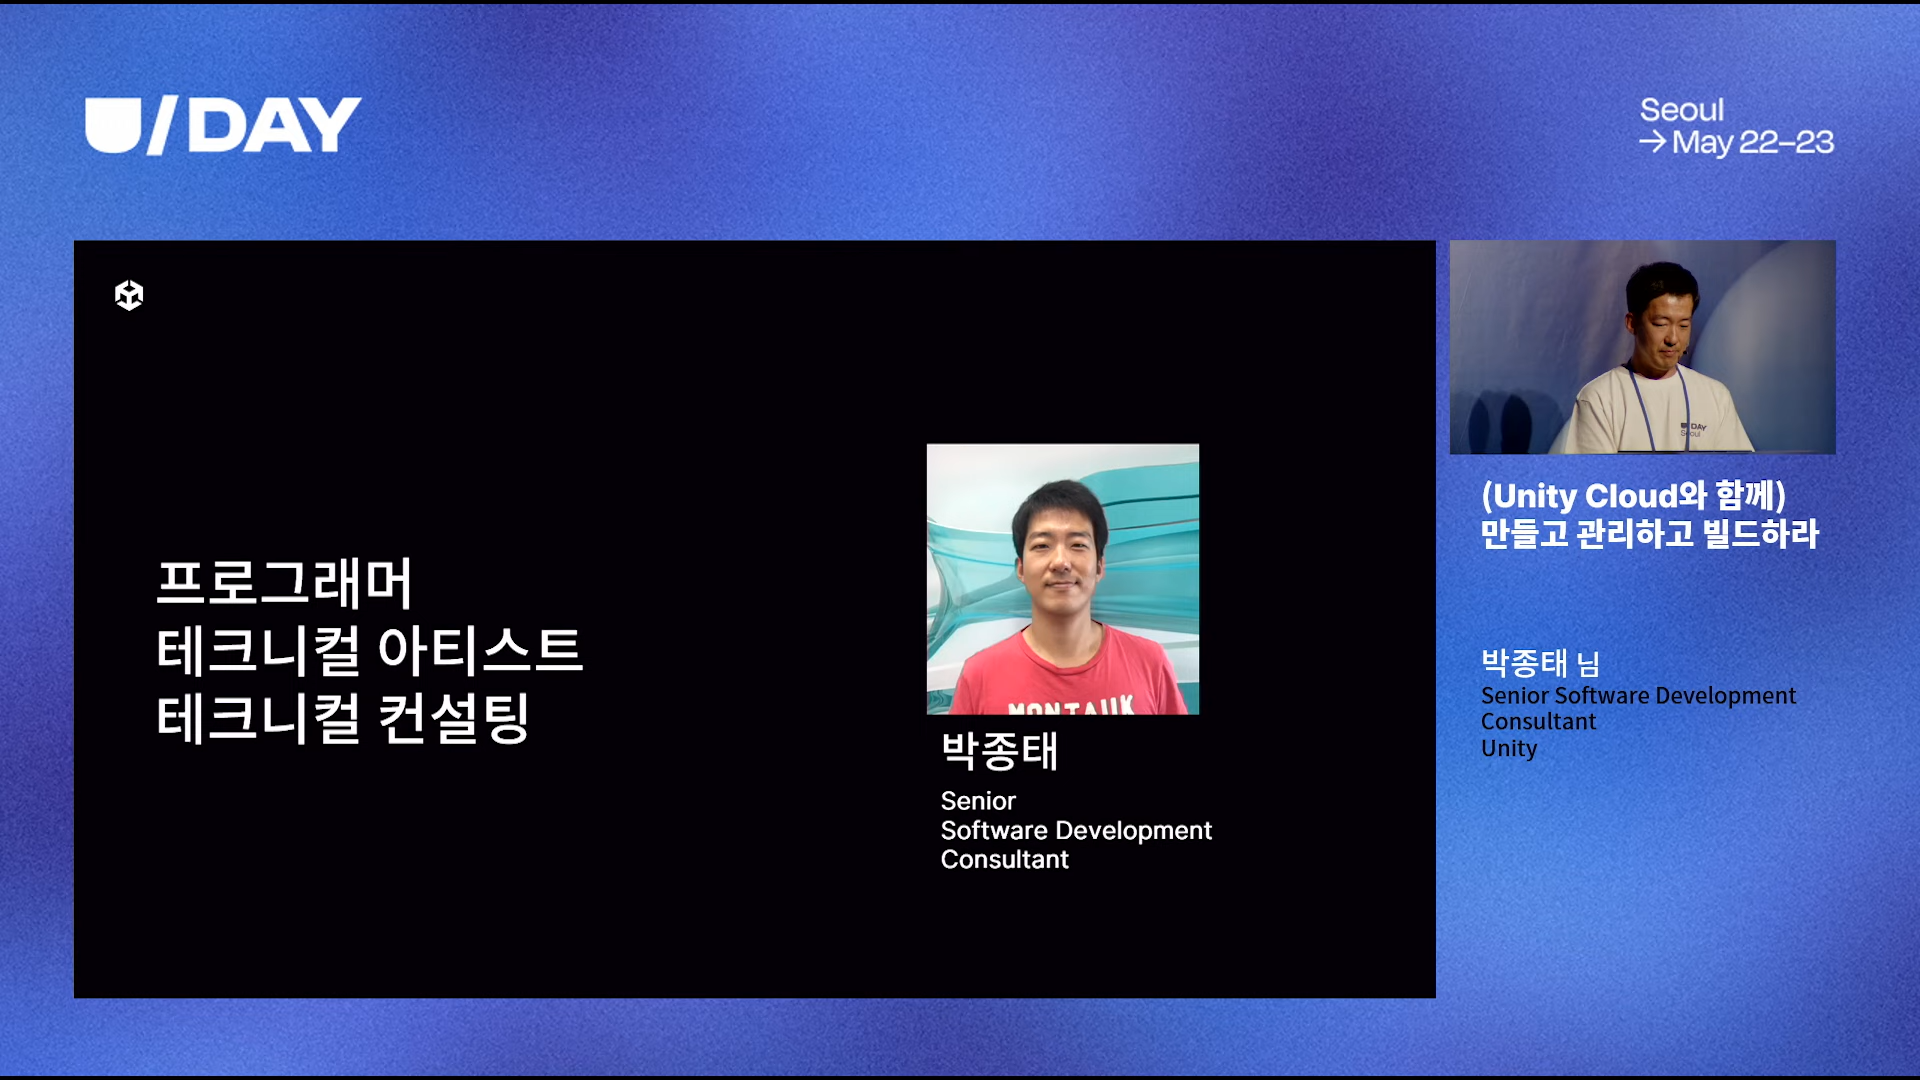 U/DAY
Seoul
→ May 22–23
프로그래머
테크니컬 아티스트
테크니컬 컨설팅
MONTAUK
박종태
Senior
Software Development
Consultant
U/DAY
Seoul
(Unity Cloud와 함께)
만들고 관리하고 빌드하라
박종태 님
Senior Software Development
Consultant
Unity